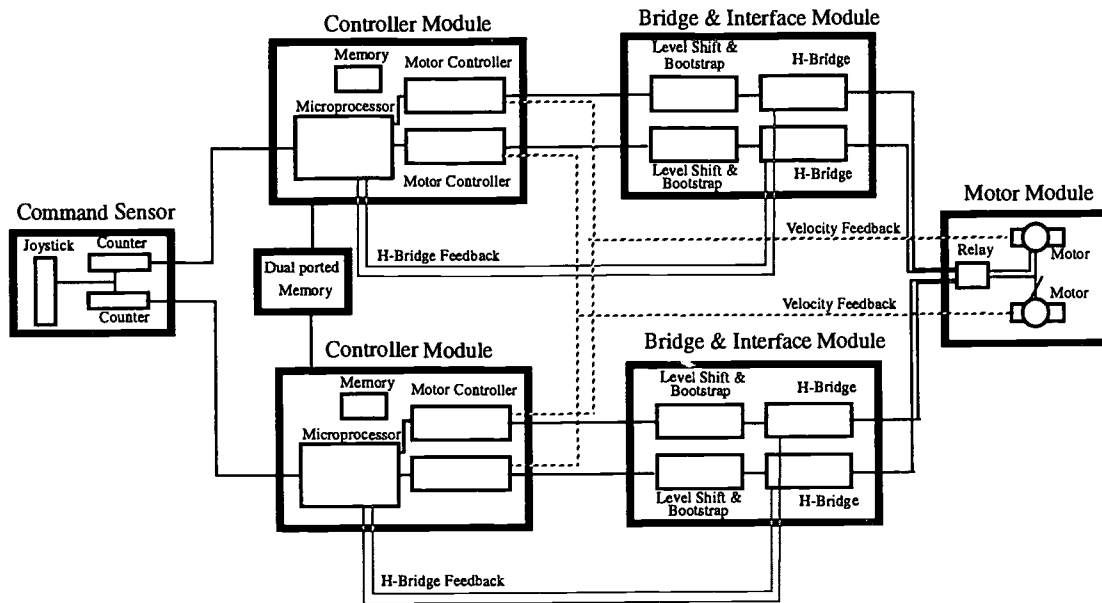 Controller Module
Memory
Motor Controller
Microprocessor
Motor Controller
Bridge & Interface Module
Level Shift &
Bootstrap
H-Bridge
Level Shift &
Bootstrap
H-Bridge
Command Sensor
Joystick
Counter
Counter
Dual ported
Memory
H-Bridge Feedback
Velocity Feedback
Velocity Feedback
Motor Module
Relay
Motor
Motor
Controller Module
Memory
Motor Controller
Microprocessor
Bridge & Interface Module
Level Shift &
Bootstrap
H-Bridge
Level Shift &
Bootstrap
H-Bridge
H-Bridge Feedback